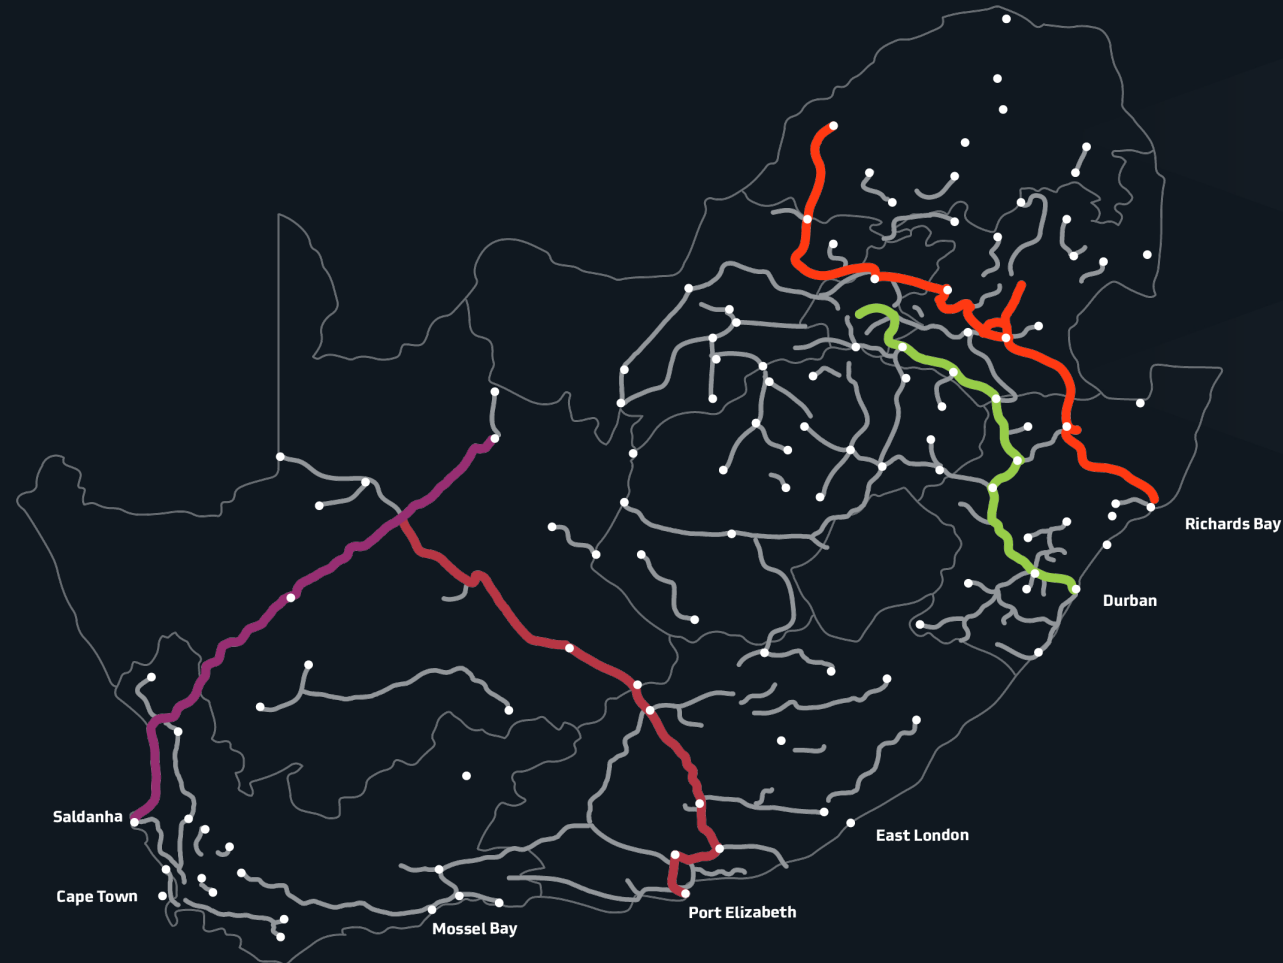 Richards Bay
Durban
Saldanha
East London
Cape Town
Port Elizabeth
Mossel Bay